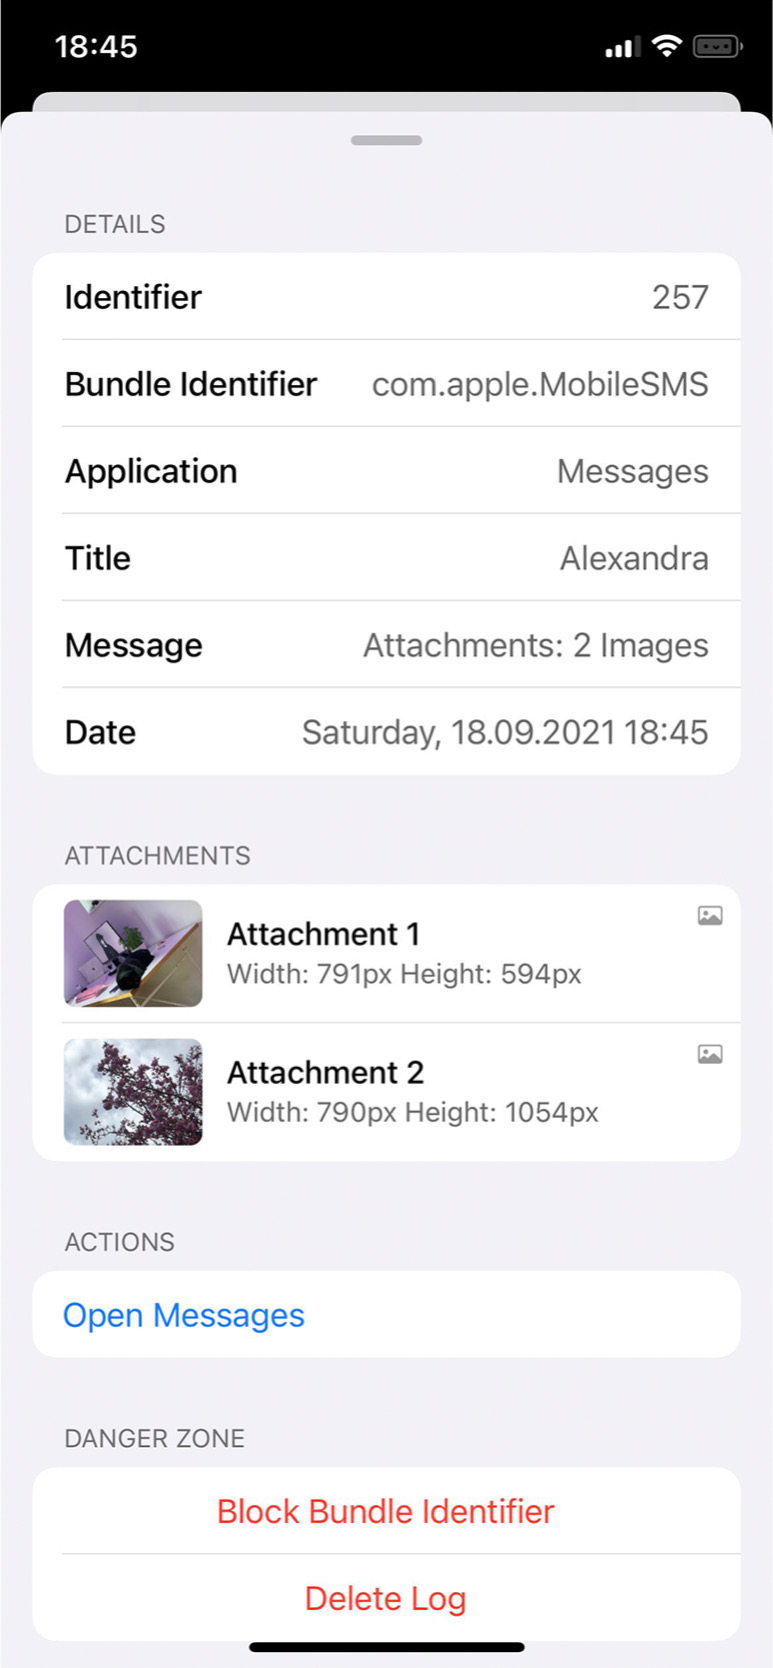 18:45
DETAILS
Identifier 257
Bundle Identifier com.apple.MobileSMS
Application Messages
Title Alexandra
Message Attachments: 2 Images
Date Saturday, 18.09.2021 18:45
ATTACHMENTS
Attachment 1
Width: 791px Height: 594px
Attachment 2
Width: 790px Height: 1054px
ACTIONS
Open Messages
DANGER ZONE
Block Bundle Identifier
Delete Log